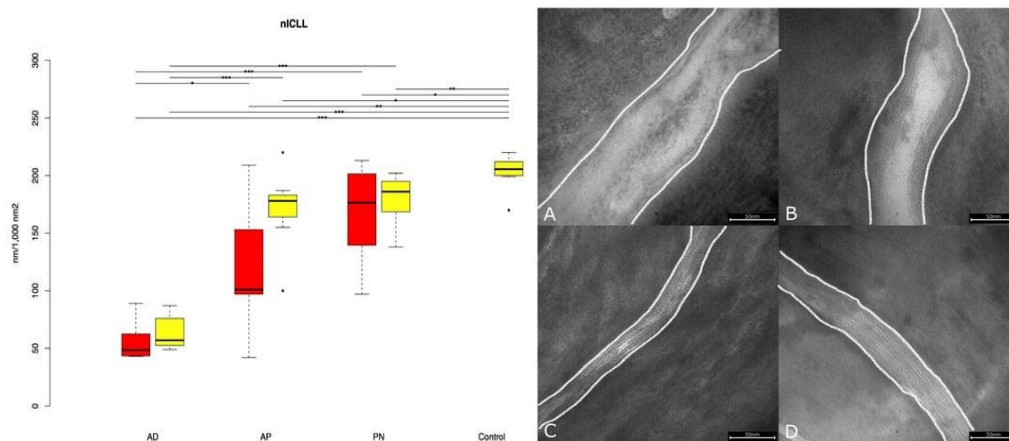 nICLL
300
250
200
150
100
50
0
nm/1,000 nm2
***
***
***
*
**
*
*
**
***
***
AD
AP
PN
Control
A
50nm
B
50nm
C
50nm
D
50nm